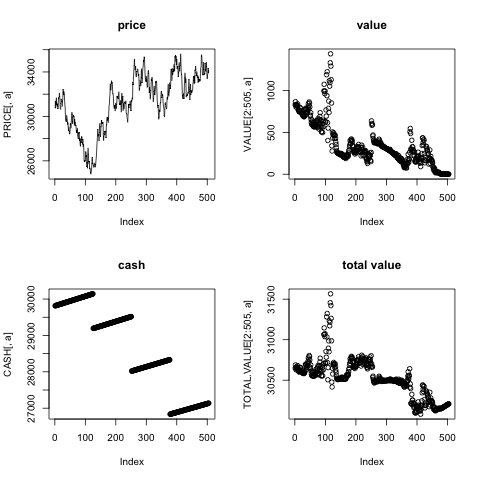 price
PRICE[, a]
26000 30000 34000
0 100 200 300 400 500
Index
value
VALUE[2:505, a]
0 500 1000
0 100 200 300 400 500
Index
cash
CASH[, a]
27000 28000 29000 30000
0 100 200 300 400 500
Index
total value
TOTAL.VALUE[2:505, a]
30500 31500
0 100 200 300 400 500
Index